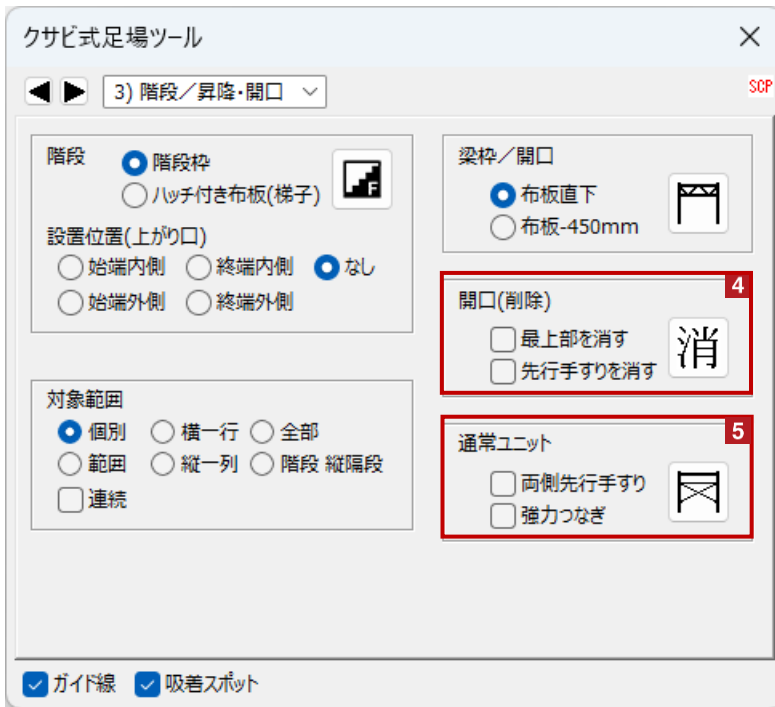 クサビ式足場ツール
3) 階段／昇降・開口
SCP
階段
階段枠
ハッチ付き布板(梯子)
F
設置位置(上がり口)
始端内側 終端内側 なし
始端外側 終端外側
対象範囲
個別 横一行 全部
範囲 縦一列 階段 縦隔段
連続
梁枠／開口
布板直下
布板-450mm
4
開口(削除)
最上部を消す
先行手すりを消す
消
5
通常ユニット
両側先行手すり
強力つなぎ
ガイド線 吸着スポット